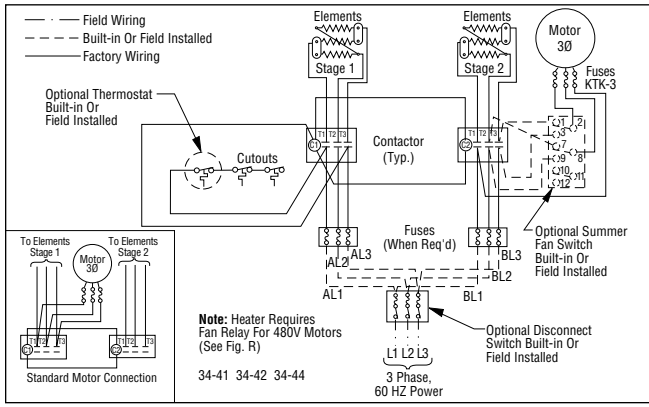 Field Wiring
Built-in Or Field Installed
Factory Wiring
Elements
Stage 1
Elements
Stage 2
Motor
3Ø
Fuses
KTK-3
Optional Thermostat
Built-in Or
Field Installed
Cutouts
T1 T2 T3
C1
Contactor
(Typ.)
T1 T2 T3
C2
1 2
3
7
9 8
10
11
12
Optional Summer
Fan Switch
Built-in Or
Field Installed
Fuses
(When Req'd)
AL3
AL2
AL1
BL3
BL2
BL1
Optional Disconnect
Switch Built-in Or
Field Installed
L1 L2 L3
3 Phase,
60 HZ Power
Note: Heater Requires
Fan Relay For 480V Motors
(See Fig. R)
34-41 34-42 34-44
To Elements
Stage 1
To Elements
Stage 2
Motor
3Ø
T1 T2 T3
C1
T1 T2 T3
C2
Standard Motor Connection